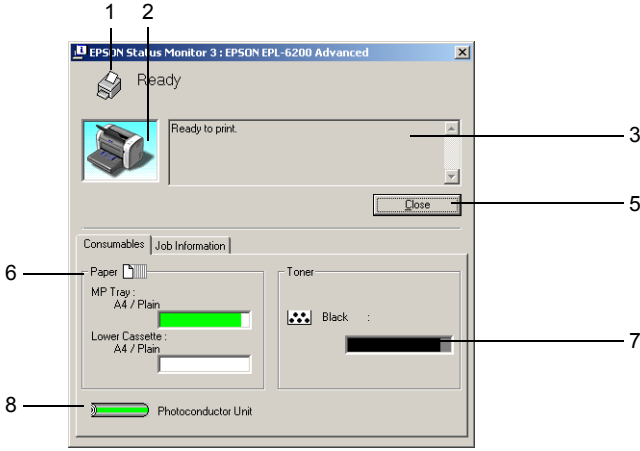 1 2
EPSON Status Monitor 3 : EPSON EPL-6200 Advanced
Ready
Ready to print.
3
Close
5
Consumables Job Information
6
Paper
Toner
MP Tray :
A4 / Plain
Black :
Lower Cassette :
A4 / Plain
7
8
Photoconductor Unit